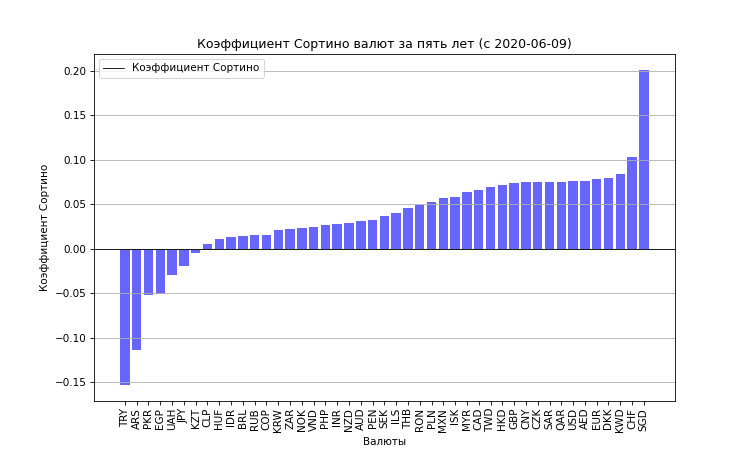 Коэффициент Сортино валют за пять лет (с 2020-06-09)
Коэффициент Сортино
Коэффициент Сортино
0.20
0.15
0.10
0.05
0.00
−0.05
−0.10
−0.15
TRY ARS PKR EGP UAH JPY KZT CLP HUF IDR BRL RUB COP KRW ZAR NOK VND PHP INR NZD AUD PEN SEK ILS THB RON PLN MXN ISK MYR CAD TWD HKD GBP CNY CZK SAR QAR USD AED EUR DKK KWD CHF SGD
Валюты